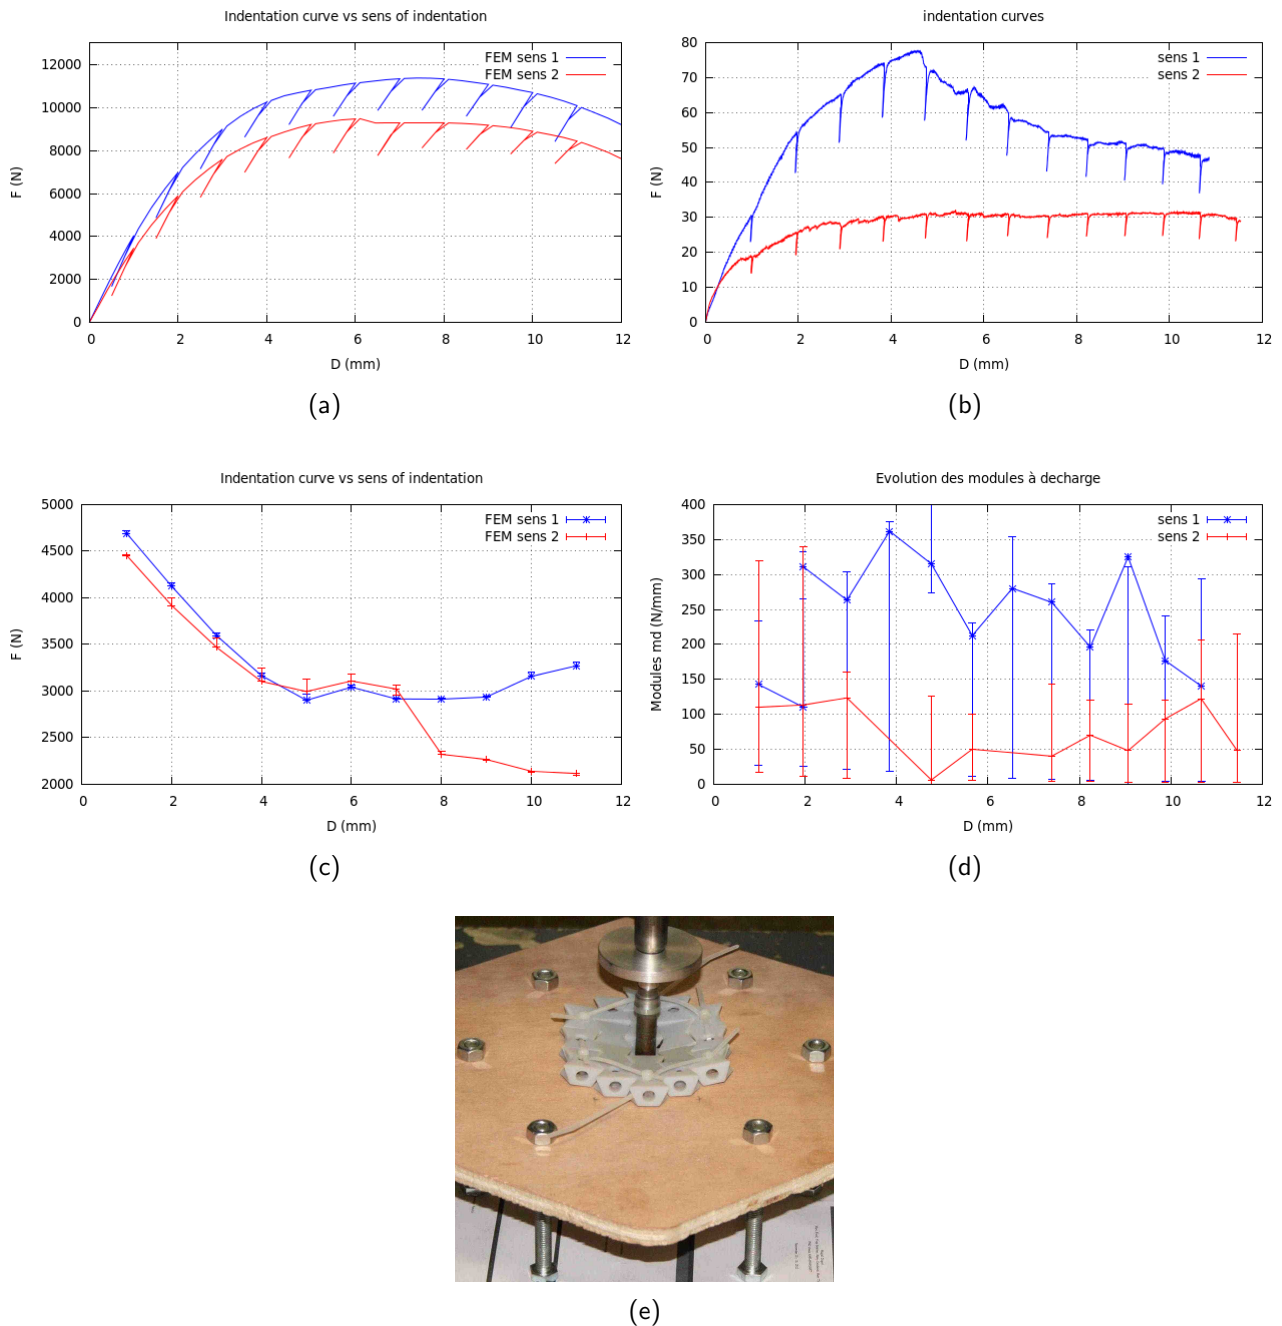 Indentation curve vs sens of indentation
F (N)
12000
10000
8000
6000
4000
2000
0
FEM sens 1
FEM sens 2
0 2 4 6 8 10 12
D (mm)
(a)
indentation curves
F (N)
80
70
60
50
40
30
20
10
0
sens 1
sens 2
0 2 4 6 8 10 12
D (mm)
(b)
Indentation curve vs sens of indentation
F (N)
5000
4500
4000
3500
3000
2500
2000
FEM sens 1
FEM sens 2
0 2 4 6 8 10 12
D (mm)
(c)
Evolution des modules à decharge
Modules md (N/mm)
400
350
300
250
200
150
100
50
0
sens 1
sens 2
0 2 4 6 8 10 12
D (mm)
(d)
(e)